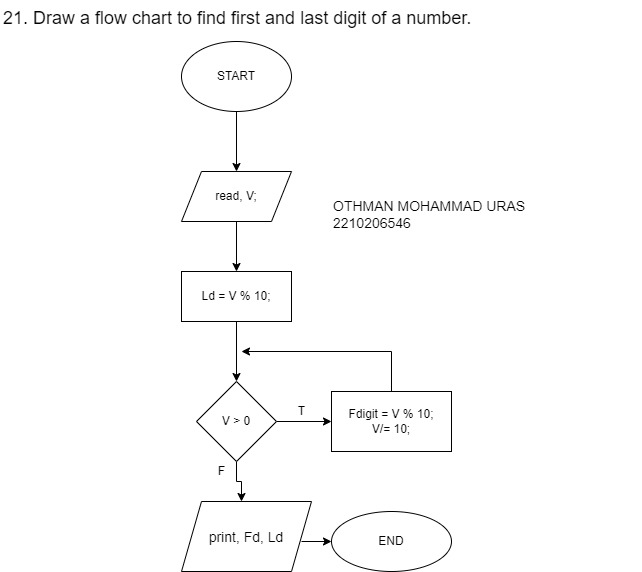 21. Draw a flow chart to find first and last digit of a number.
START
read, V;
OTHMAN MOHAMMAD URAS
2210206546
Ld = V % 10;
V > 0
T
Fdigit = V % 10;
V/= 10;
F
print, Fd, Ld
END